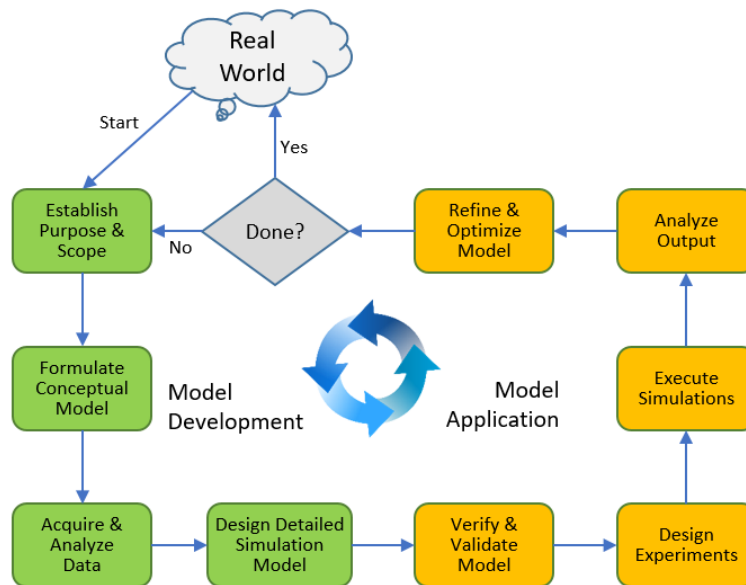 Real
World
Start
Yes
Establish
Purpose &
Scope
No
Done?
Refine &
Optimize
Model
Analyze
Output
Formulate
Conceptual
Model
Model
Development
Model
Application
Execute
Simulations
Acquire &
Analyze
Data
Design Detailed
Simulation
Model
Verify &
Validate
Model
Design
Experiments